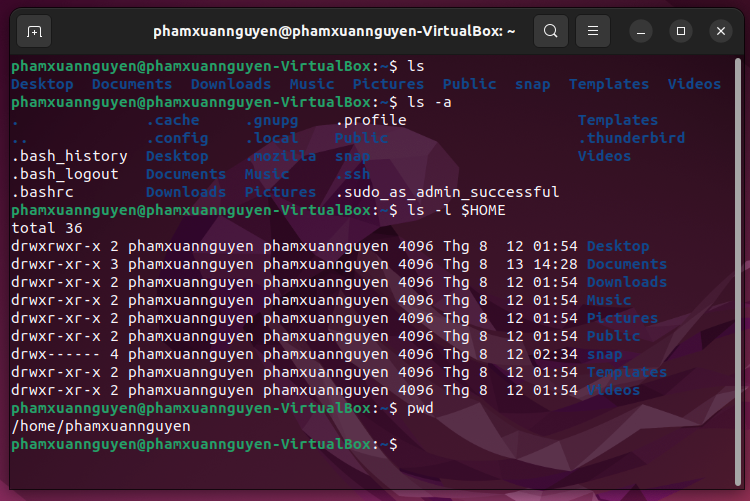 phamxuannguyen@phamxuannguyen-VirtualBox: ~
phamxuannguyen@phamxuannguyen-VirtualBox:~$ ls
Desktop Documents Downloads Music Pictures Public snap Templates Videos
phamxuannguyen@phamxuannguyen-VirtualBox:~$ ls -a
. .cache .gnupg .profile Templates
.. .config .local Public .thunderbird
.bash_history Desktop .mozilla snap Videos
.bash_logout Documents Music .ssh
.bashrc Downloads Pictures .sudo_as_admin_successful
phamxuannguyen@phamxuannguyen-VirtualBox:~$ ls -l $HOME
total 36
drwxrwxr-x 2 phamxuannguyen phamxuannguyen 4096 Thg 8 12 01:54 Desktop
drwxr-xr-x 3 phamxuannguyen phamxuannguyen 4096 Thg 8 13 14:28 Documents
drwxr-xr-x 2 phamxuannguyen phamxuannguyen 4096 Thg 8 12 01:54 Downloads
drwxr-xr-x 2 phamxuannguyen phamxuannguyen 4096 Thg 8 12 01:54 Music
drwxr-xr-x 2 phamxuannguyen phamxuannguyen 4096 Thg 8 12 01:54 Pictures
drwxr-xr-x 2 phamxuannguyen phamxuannguyen 4096 Thg 8 12 01:54 Public
drwx------ 4 phamxuannguyen phamxuannguyen 4096 Thg 8 12 02:34 snap
drwxr-xr-x 2 phamxuannguyen phamxuannguyen 4096 Thg 8 12 01:54 Templates
drwxr-xr-x 2 phamxuannguyen phamxuannguyen 4096 Thg 8 12 01:54 Videos
phamxuannguyen@phamxuannguyen-VirtualBox:~$ pwd
/home/phamxuannguyen
phamxuannguyen@phamxuannguyen-VirtualBox:~$